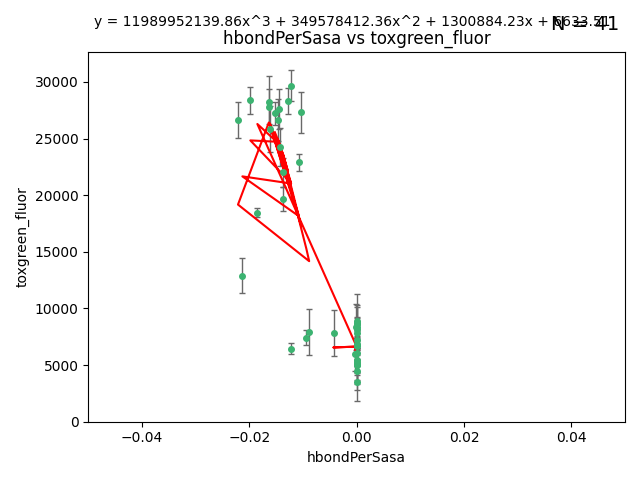 y = 11989952139.86x^3 + 349578412.36x^2 + 1300884.23x + 6633.51
N = 41
hbondPerSasa vs toxgreen_fluor
30000
25000
20000
15000
10000
5000
0
toxgreen_fluor
−0.04 −0.02 0.00 0.02 0.04
hbondPerSasa